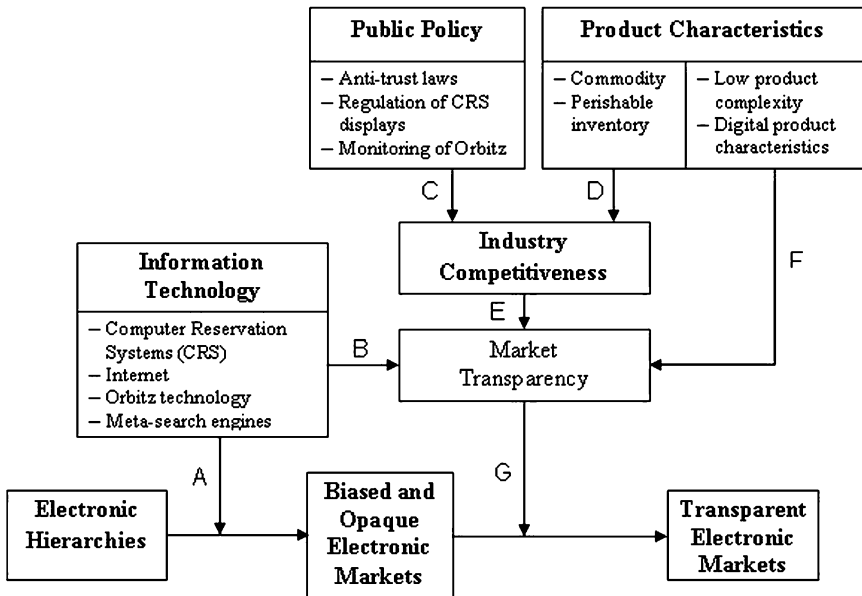 Public Policy
– Anti-trust laws
– Regulation of CRS
displays
– Monitoring of Orbitz
Product Characteristics
– Commodity
– Perishable
inventory
– Low product
complexity
– Digital product
characteristics
C
D
F
Industry
Competitiveness
Information
Technology
– Computer Reservation
Systems (CRS)
– Internet
– Orbitz technology
– Meta-search engines
E
B
Market
Transparency
A
G
Electronic
Hierarchies
Biased and
Opaque
Electronic
Markets
Transparent
Electronic
Markets